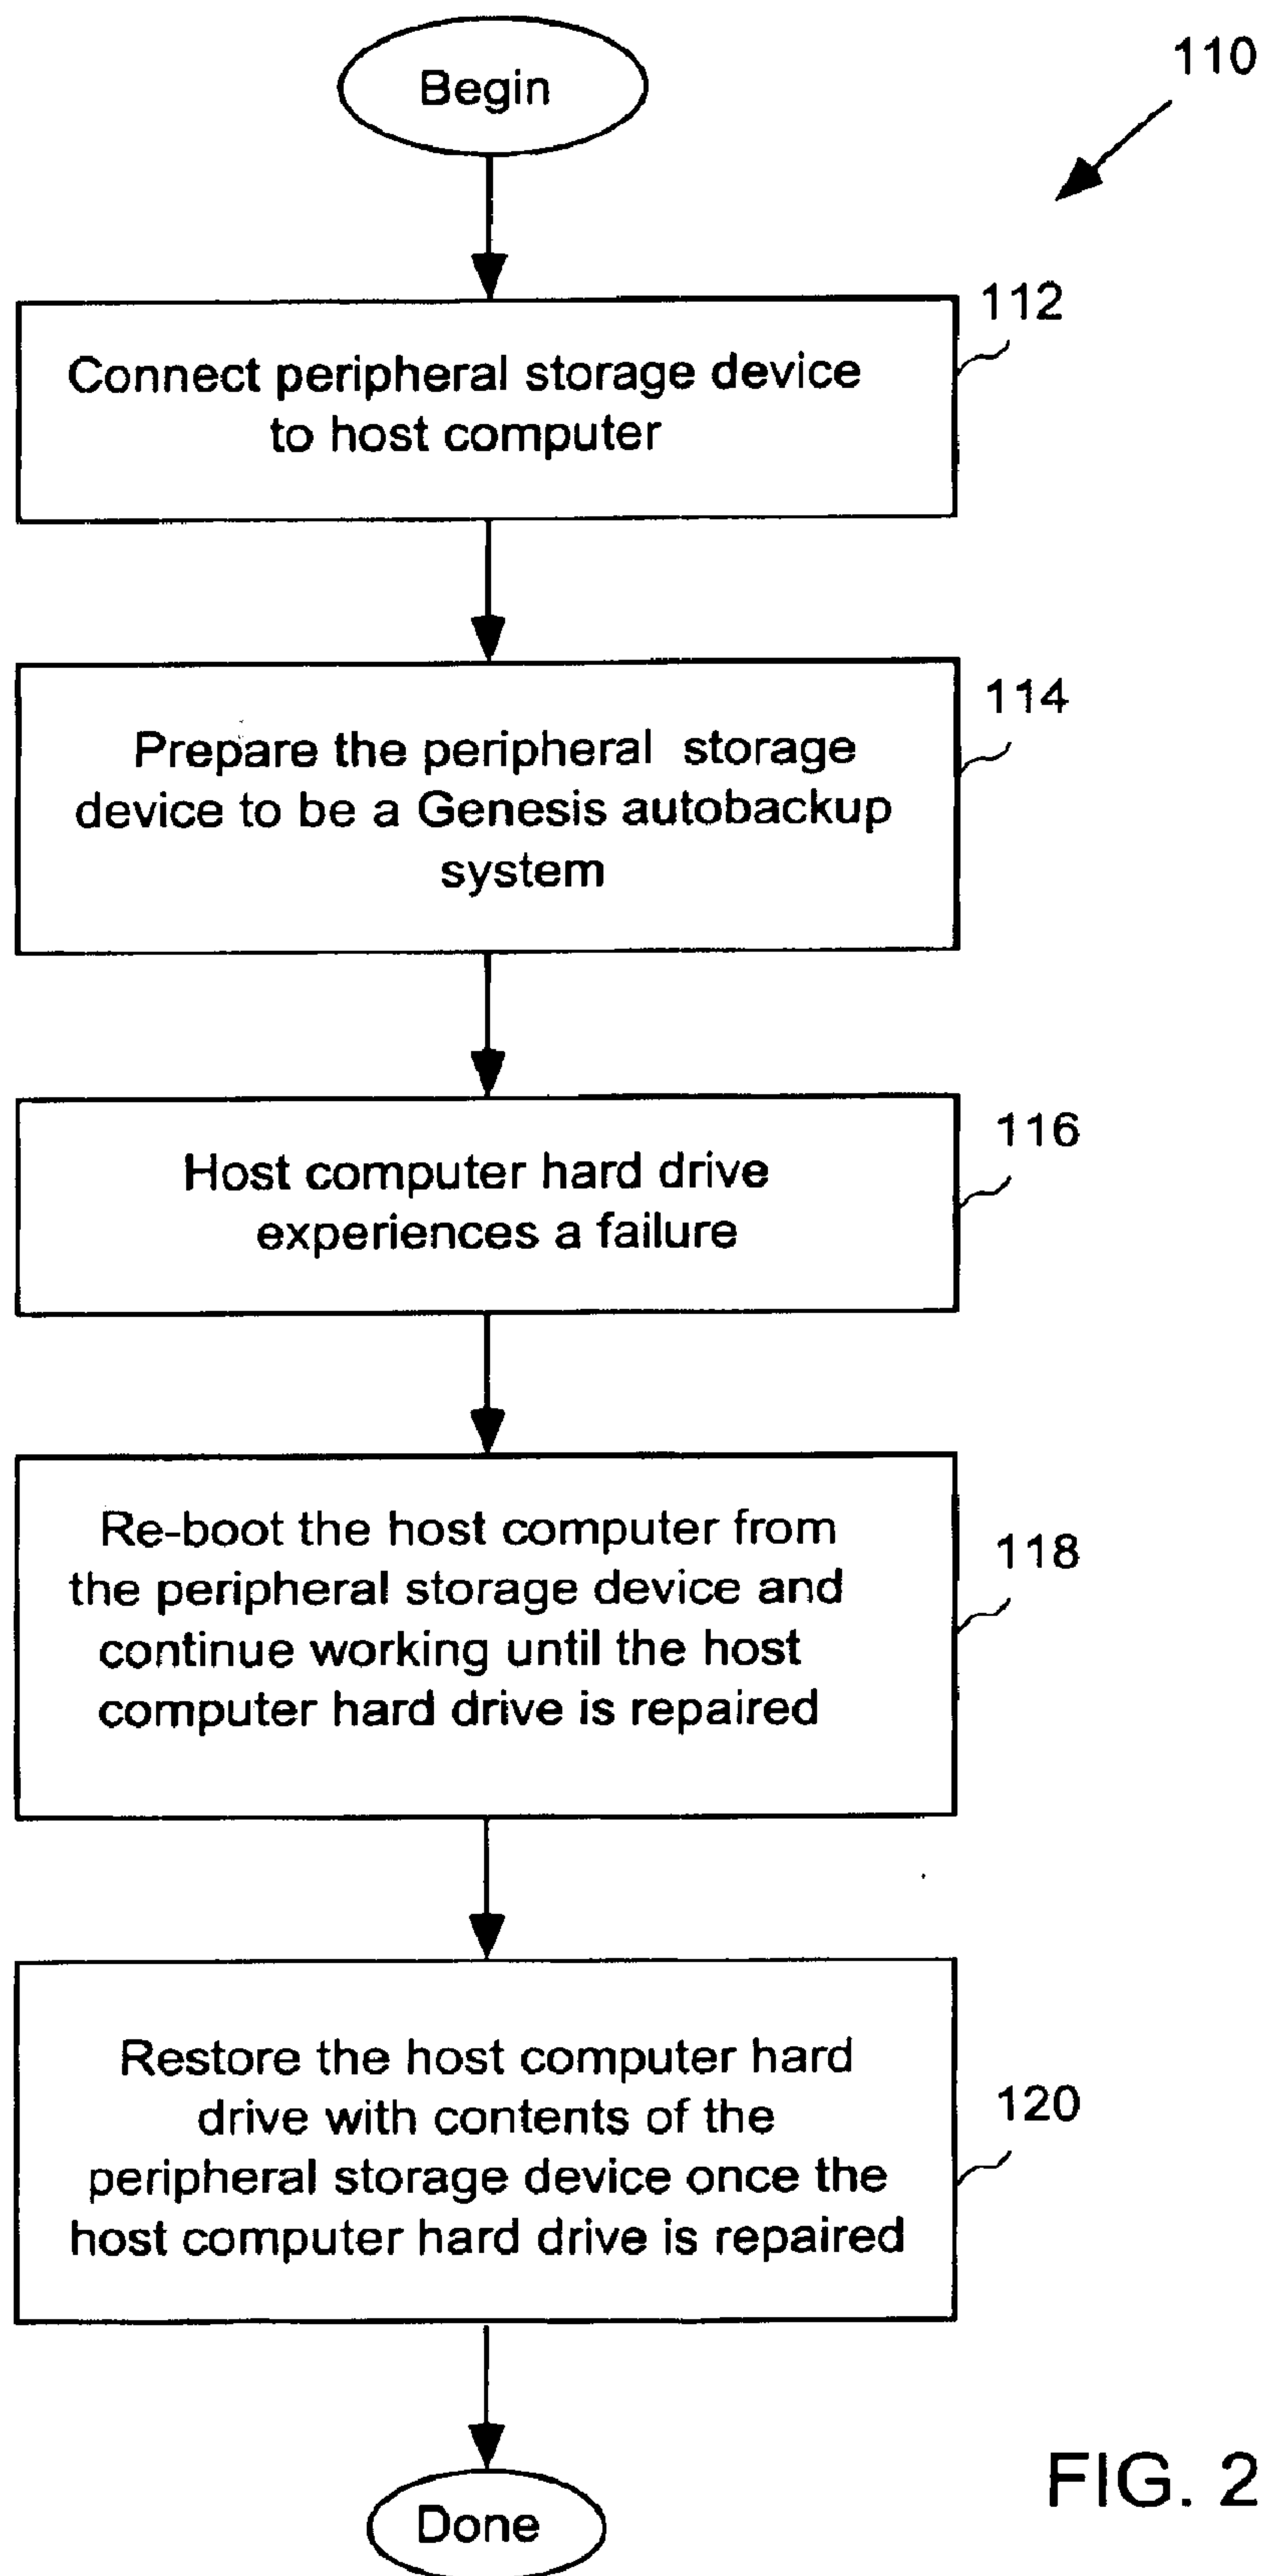 Begin
110
112
Connect peripheral storage device
to host computer
114
Prepare the peripheral storage
device to be a Genesis autobackup
system
116
Host computer hard drive
experiences a failure
Re-boot the host computer from
118
the peripheral storage device and
continue working until the host
computer hard drive is repaired
Restore the host computer hard
120
drive with contents of the
peripheral storage device once the
host computer hard drive is repaired
FIG. 2
Done